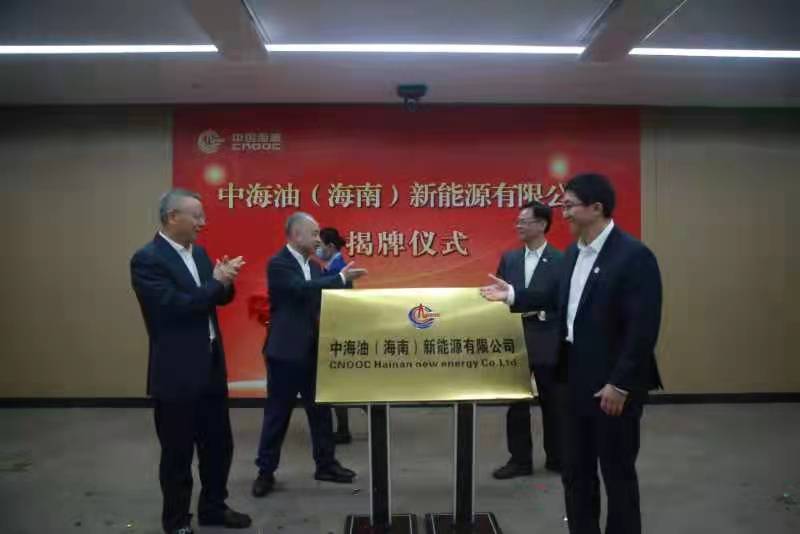 中国海油
CNOOC
中海油（海南）新能源有限公
揭牌仪式
中海油（海南）新能源有限公司
CNOOC Hainan new energy Co.Ltd.